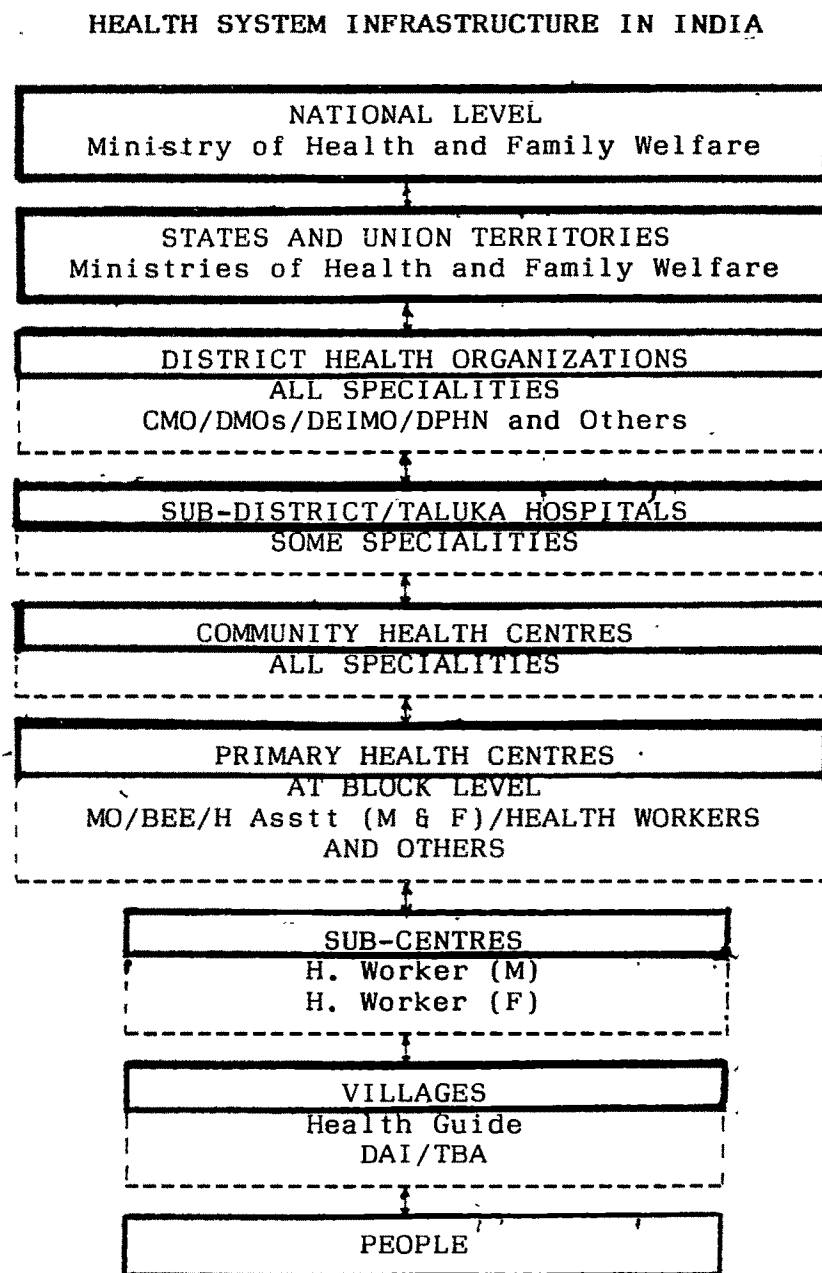 HEALTH SYSTEM INFRASTRUCTURE IN INDIA
NATIONAL LEVEL
Ministry of Health and Family Welfare
STATES AND UNION TERRITORIES
Ministries of Health and Family Welfare
DISTRICT HEALTH ORGANIZATIONS
ALL SPECIALITIES
CMO/DMOs/DEIMO/DPHN and Others
SUB-DISTRICT/TALUKA HOSPITALS
SOME SPECIALITIES
COMMUNITY HEALTH CENTRES
ALL SPECIALITIES
PRIMARY HEALTH CENTRES
AT BLOCK LEVEL
MO/BEE/H Asstt (M & F)/HEALTH WORKERS
AND OTHERS
SUB-CENTRES
H. Worker (M)
H. Worker (F)
VILLAGES
Health Guide
DAI/TBA
PEOPLE